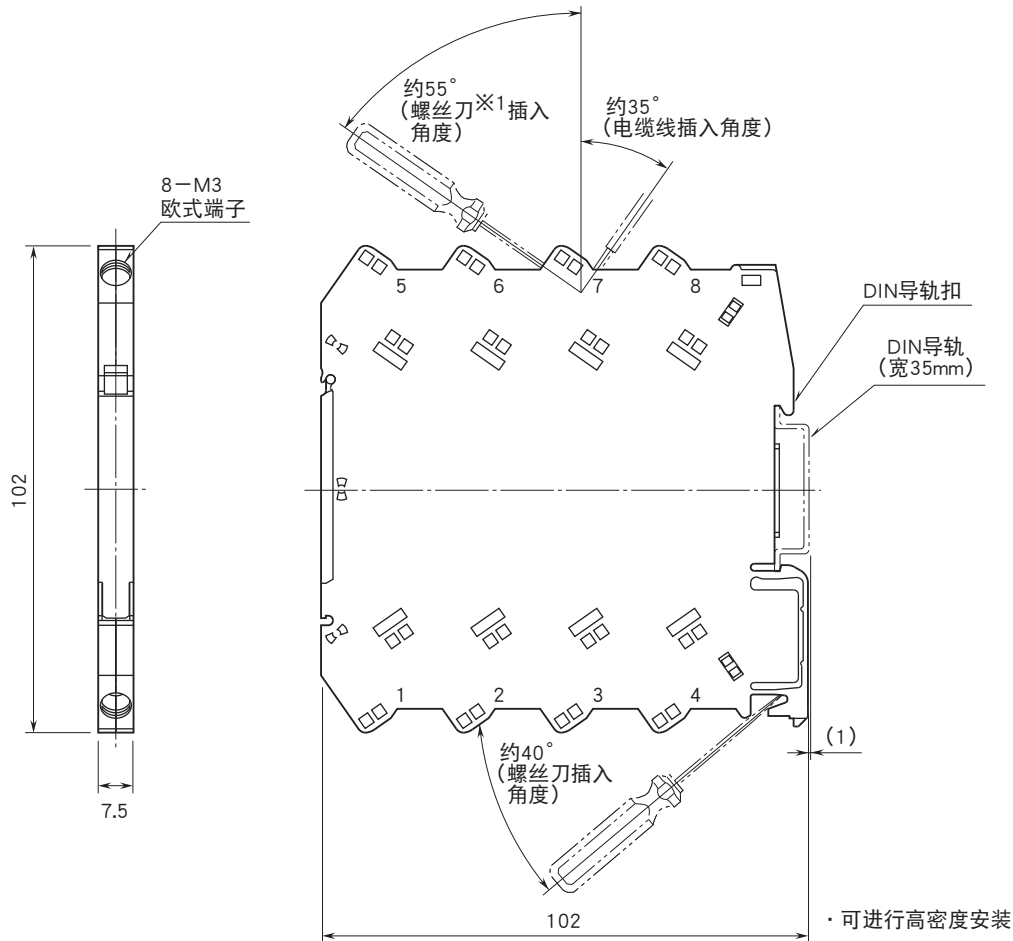 约55°
(螺丝刀※1插入
角度)
约35°
(电缆线插入角度)
8-M3
欧式端子
5
6
7
8
DIN导轨扣
DIN导轨
(宽35mm)
102
1
2
3
4
(1)
约40°
(螺丝刀插入
角度)
7.5
102
·可进行高密度安装